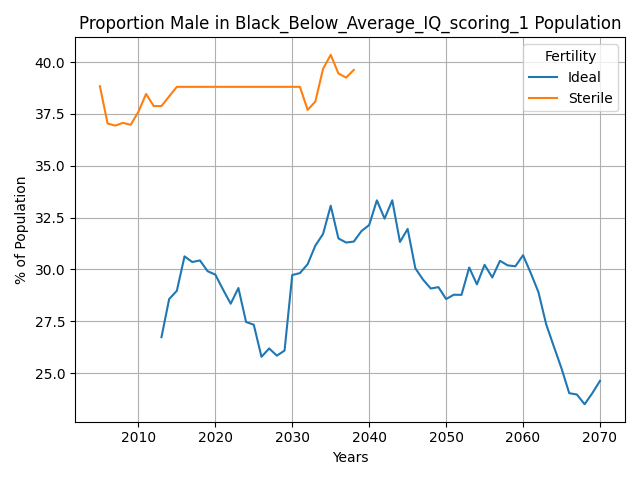 Proportion Male in Black_Below_Average_IQ_scoring_1 Population
Fertility
Ideal
Sterile
% of Population
40.0
37.5
35.0
32.5
30.0
27.5
25.0
2010
2020
2030
2040
2050
2060
2070
Years